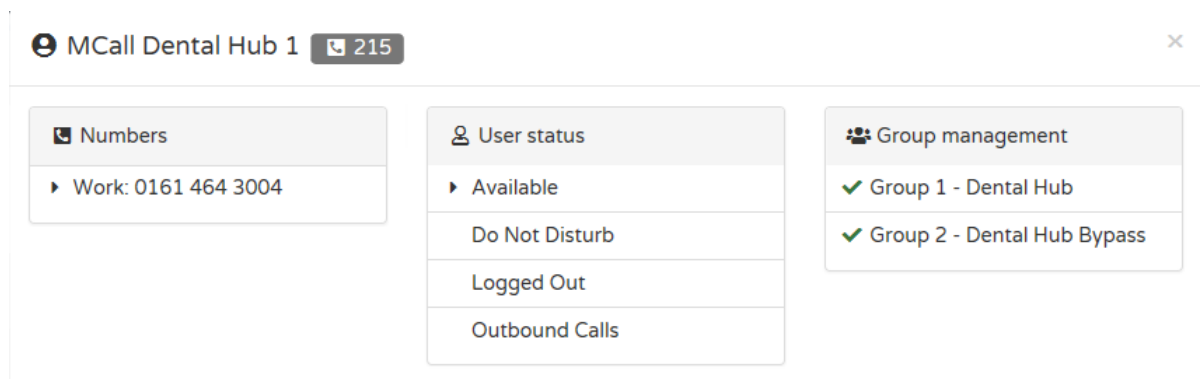 MCall Dental Hub 1 215
Numbers
Work: 0161 464 3004
User status
Available
Do Not Disturb
Logged Out
Outbound Calls
Group management
Group 1 - Dental Hub
Group 2 - Dental Hub Bypass